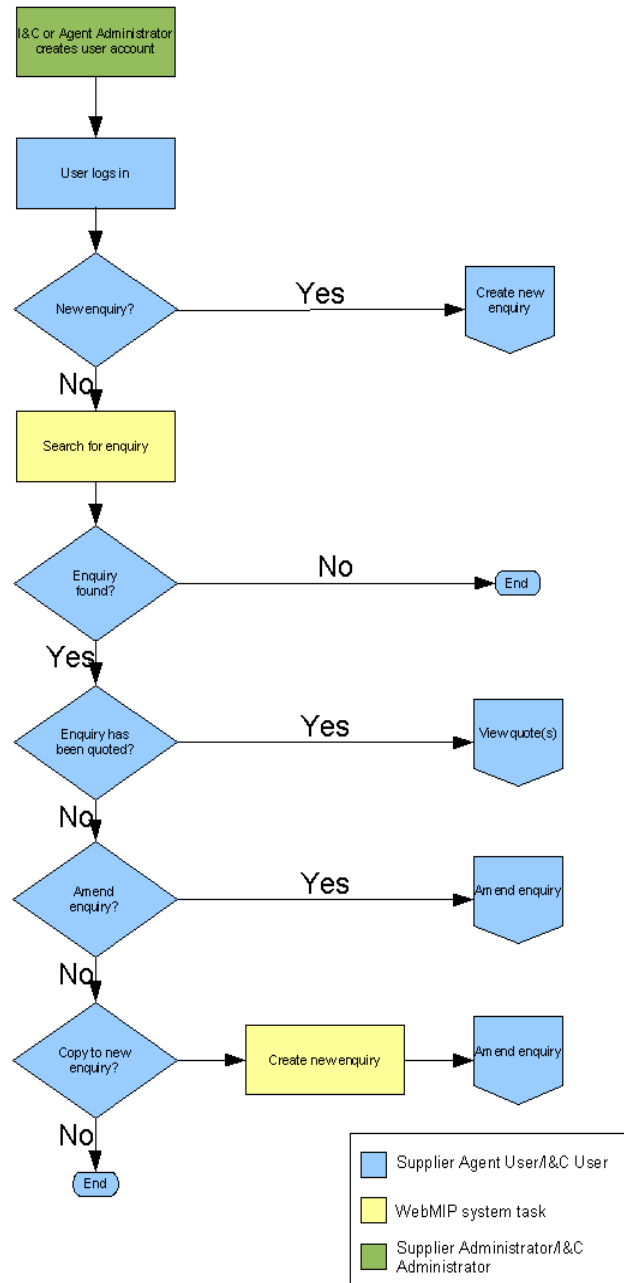 I&C or Agent Administrator
creates user account
User logs in
New enquiry?
Yes
Create new
enquiry
No
Search for enquiry
Enquiry
found?
No
End
Yes
Enquiry has
been quoted?
Yes
View quote(s)
No
Amend
enquiry?
Yes
Amend enquiry
No
Copy to new
enquiry?
Create new enquiry
Amend enquiry
No
End
Supplier Agent User/I&C User
WebMIP system task
Supplier Administrator/I&C
Administrator